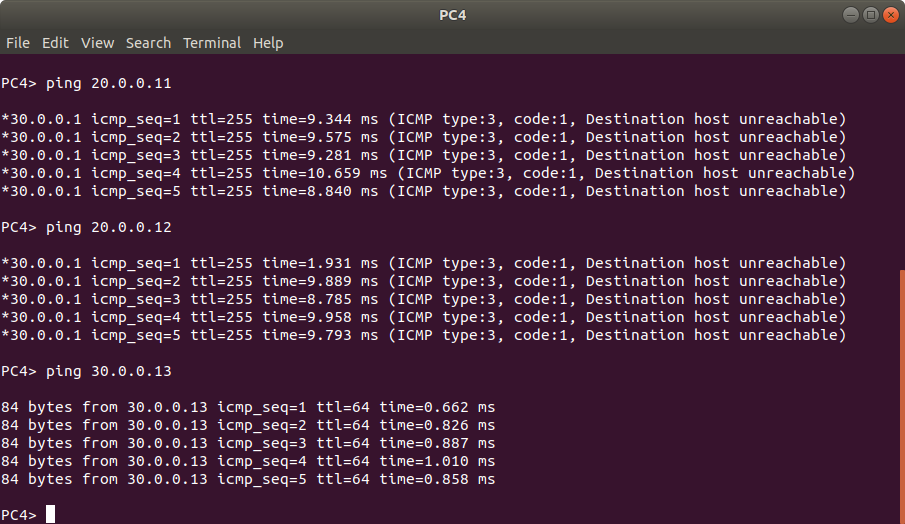 PC4
File Edit View Search Terminal Help
PC4> ping 20.0.0.11
*30.0.0.1 icmp_seq=1 ttl=255 time=9.344 ms (ICMP type:3, code:1, Destination host unreachable)
*30.0.0.1 icmp_seq=2 ttl=255 time=9.575 ms (ICMP type:3, code:1, Destination host unreachable)
*30.0.0.1 icmp_seq=3 ttl=255 time=9.281 ms (ICMP type:3, code:1, Destination host unreachable)
*30.0.0.1 icmp_seq=4 ttl=255 time=10.659 ms (ICMP type:3, code:1, Destination host unreachable)
*30.0.0.1 icmp_seq=5 ttl=255 time=8.840 ms (ICMP type:3, code:1, Destination host unreachable)
PC4> ping 20.0.0.12
*30.0.0.1 icmp_seq=1 ttl=255 time=1.931 ms (ICMP type:3, code:1, Destination host unreachable)
*30.0.0.1 icmp_seq=2 ttl=255 time=9.889 ms (ICMP type:3, code:1, Destination host unreachable)
*30.0.0.1 icmp_seq=3 ttl=255 time=8.785 ms (ICMP type:3, code:1, Destination host unreachable)
*30.0.0.1 icmp_seq=4 ttl=255 time=9.958 ms (ICMP type:3, code:1, Destination host unreachable)
*30.0.0.1 icmp_seq=5 ttl=255 time=9.793 ms (ICMP type:3, code:1, Destination host unreachable)
PC4> ping 30.0.0.13
84 bytes from 30.0.0.13 icmp_seq=1 ttl=64 time=0.662 ms
84 bytes from 30.0.0.13 icmp_seq=2 ttl=64 time=0.826 ms
84 bytes from 30.0.0.13 icmp_seq=3 ttl=64 time=0.887 ms
84 bytes from 30.0.0.13 icmp_seq=4 ttl=64 time=1.010 ms
84 bytes from 30.0.0.13 icmp_seq=5 ttl=64 time=0.858 ms
PC4>